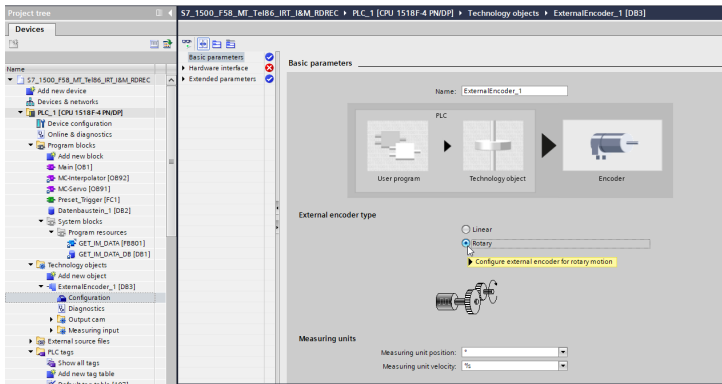 Project tree
S7_1500_F58_MT_Tel86_IRT_I&M_RDREC ▸ PLC_1 [CPU 1518F-4 PN/DP] ▸ Technology objects ▸ ExternalEncoder_1 [DB3]
Devices
Name
S7_1500_F58_MT_Tel86_IRT_I&M_RDREC
Add new device
Devices & networks
PLC_1 [CPU 1518F-4 PN/DP]
Device configuration
Online & diagnostics
Program blocks
Add new block
Main [OB1]
MC-Interpolator [OB92]
MC-Servo [OB91]
Preset_Trigger [FC1]
Datenbaustein_1 [DB2]
System blocks
Program resources
GET_IM_DATA [FB801]
GET_IM_DATA_DB [DB1]
Technology objects
Add new object
ExternalEncoder_1 [DB3]
Configuration
Diagnostics
Output cam
Measuring input
External source files
PLC tags
Show all tags
Add new tag table
Basic parameters
Hardware interface
Extended parameters
Basic parameters
Name: ExternalEncoder_1
PLC
User program
Technology object
Encoder
External encoder type
Linear
Rotary
Configure external encoder for rotary motion
Measuring units
Measuring unit position: °
Measuring unit velocity: °/s